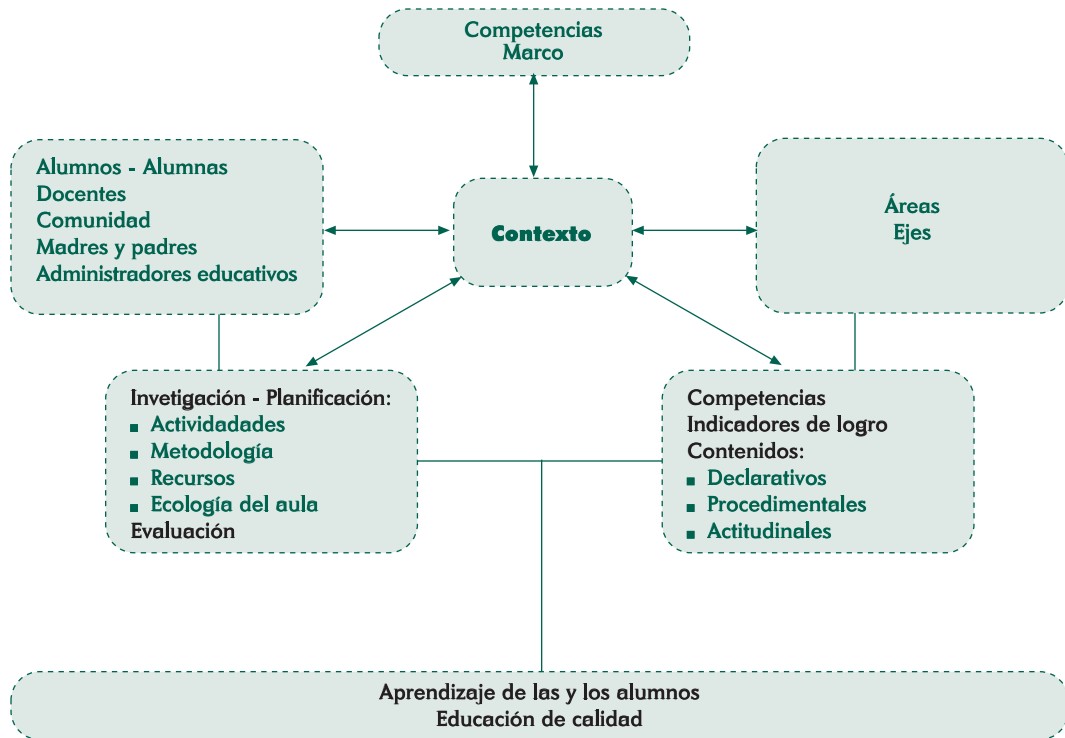 Competencias
Marco
Alumnos - Alumnas
Docentes
Comunidad
Madres y padres
Administradores educativos
Contexto
Áreas
Ejes
Invetigación - Planificación:
Actividadades
Metodología
Recursos
Ecología del aula
Evaluación
Competencias
Indicadores de logro
Contenidos:
Declarativos
Procedimentales
Actitudinales
Aprendizaje de las y los alumnos
Educación de calidad